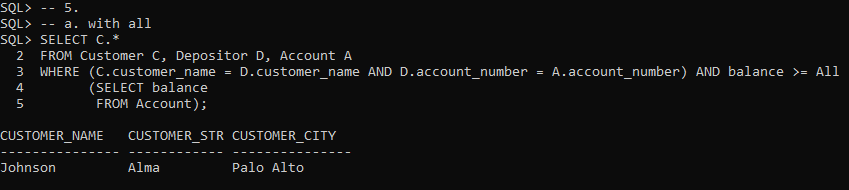 SQL> -- 5.
SQL> -- a. with all
SQL> SELECT C.*
  2  FROM Customer C, Depositor D, Account A
  3  WHERE (C.customer_name = D.customer_name AND D.account_number = A.account_number) AND balance >= All
  4        (SELECT balance
  5         FROM Account);
CUSTOMER_NAME   CUSTOMER_STR CUSTOMER_CITY
--------------- ------------ ---------------
Johnson         Alma         Palo Alto